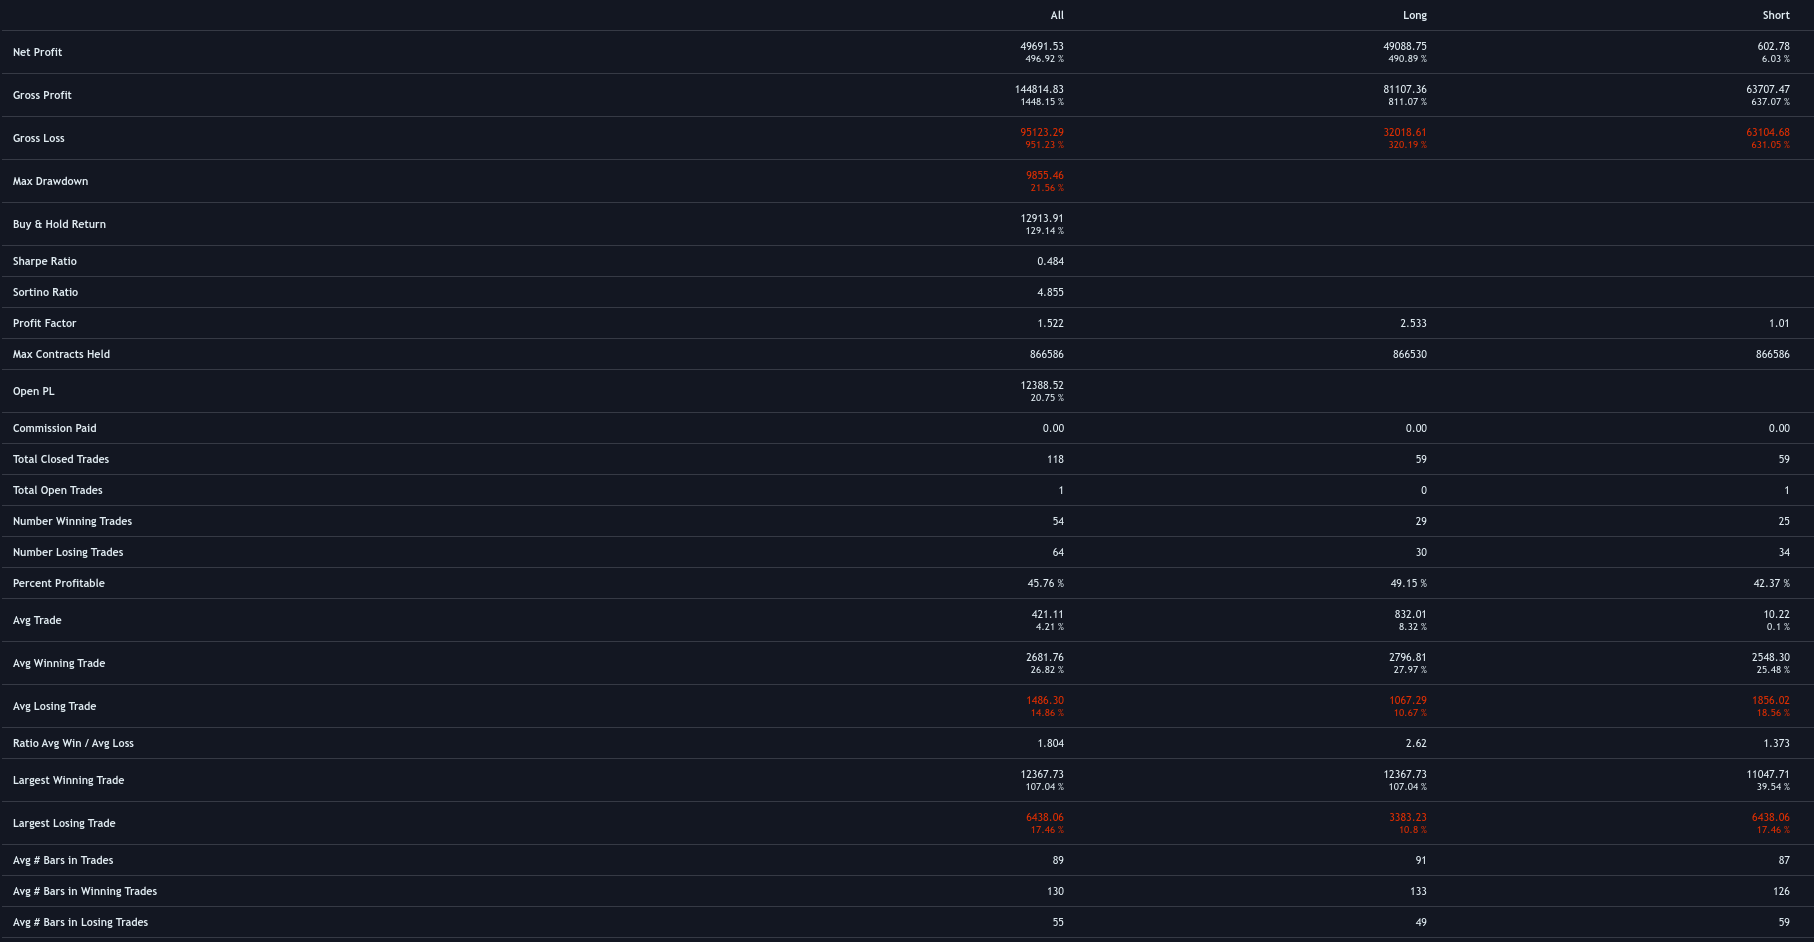 All Long Short
Net Profit 49691.53 49088.75 602.78
496.92 % 490.89 % 6.03 %
Gross Profit 144814.83 81107.36 63707.47
1448.15 % 811.07 % 637.07 %
Gross Loss 95123.29 32018.61 63104.68
951.23 % 320.19 % 631.05 %
Max Drawdown 9855.46
21.56 %
Buy & Hold Return 12913.91
129.14 %
Sharpe Ratio 0.484
Sortino Ratio 4.855
Profit Factor 1.522 2.533 1.01
Max Contracts Held 866586 866530 866586
Open PL 12388.52
20.75 %
Commission Paid 0.00 0.00 0.00
Total Closed Trades 118 59 59
Total Open Trades 1 0 1
Number Winning Trades 54 29 25
Number Losing Trades 64 30 34
Percent Profitable 45.76 % 49.15 % 42.37 %
Avg Trade 421.11 832.01 10.22
4.21 % 8.32 % 0.1 %
Avg Winning Trade 2681.76 2796.81 2548.30
26.82 % 27.97 % 25.48 %
Avg Losing Trade 1486.30 1067.29 1856.02
14.86 % 10.67 % 18.56 %
Ratio Avg Win / Avg Loss 1.804 2.62 1.373
Largest Winning Trade 12367.73 12367.73 11047.71
107.04 % 107.04 % 39.54 %
Largest Losing Trade 6438.06 3383.23 6438.06
17.46 % 10.8 % 17.46 %
Avg # Bars in Trades 89 91 87
Avg # Bars in Winning Trades 130 133 126
Avg # Bars in Losing Trades 55 49 59